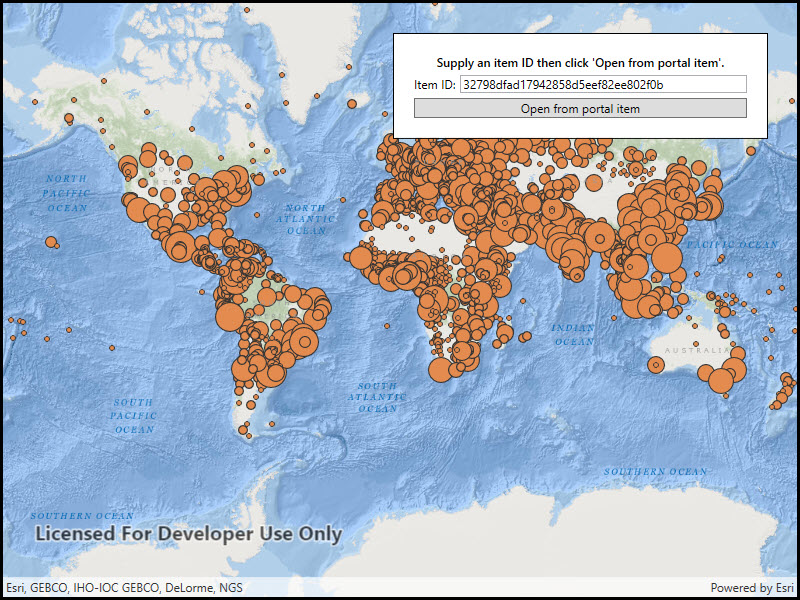 Supply an item ID then click 'Open from portal item'.
Item ID: 32798dfad17942858d5eef82ee802f0b
Open from portal item
NORTH
PACIFIC
OCEAN
NORTH
ATLANTIC
OCEAN
PACIFIC OCEAN
INDIAN
OCEAN
AUSTRALIA
SOUTH
PACIFIC
OCEAN
SOUTH
ATLANTIC
OCEAN
SOUTHERN OCEAN
SOUTHERN OCEAN
Licensed For Developer Use Only
Esri, GEBCO, IHO-IOC GEBCO, DeLorme, NGS
Powered by Esri